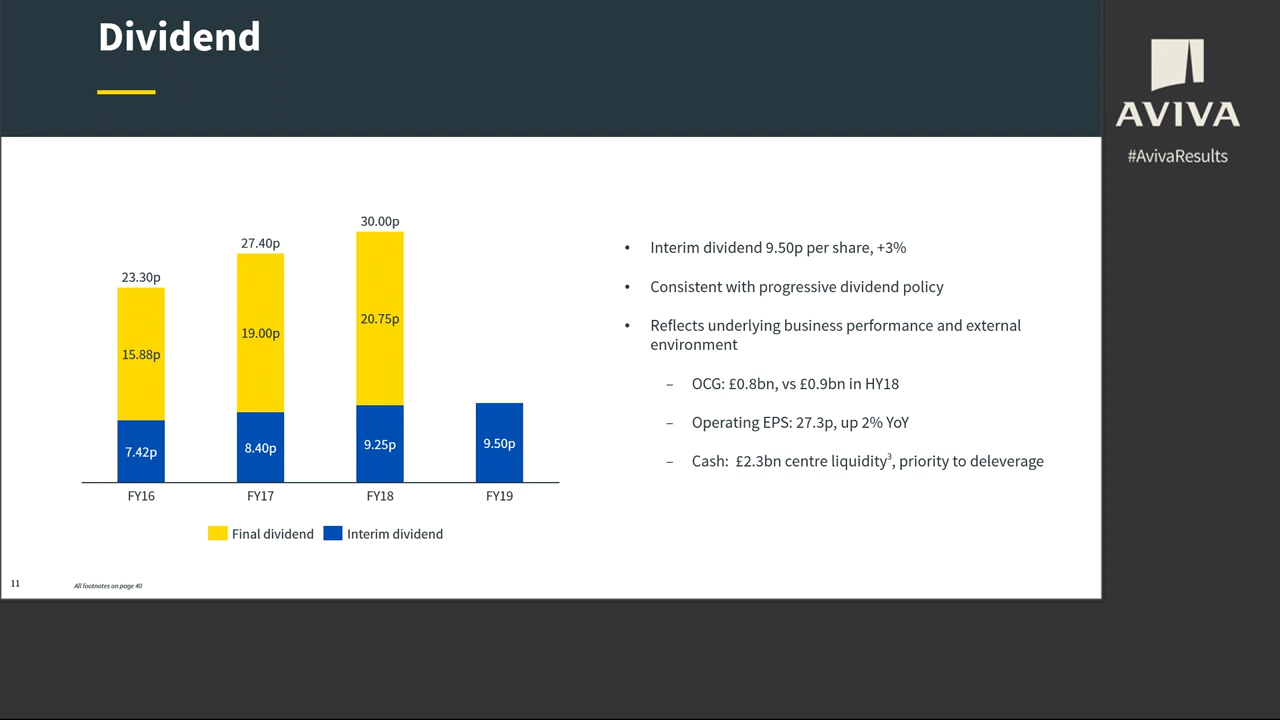 Dividend
AVIVA
#AvivaResults
30.00p
27.40p
23.30p
20.75p
19.00p
15.88p
9.50p
9.25p
8.40p
7.42p
FY16 FY17 FY18 FY19
Final dividend Interim dividend
• Interim dividend 9.50p per share, +3%
• Consistent with progressive dividend policy
• Reflects underlying business performance and external
environment
– OCG: £0.8bn, vs £0.9bn in HY18
– Operating EPS: 27.3p, up 2% YoY
– Cash: £2.3bn centre liquidity³, priority to deleverage
11
All footnotes on page 40